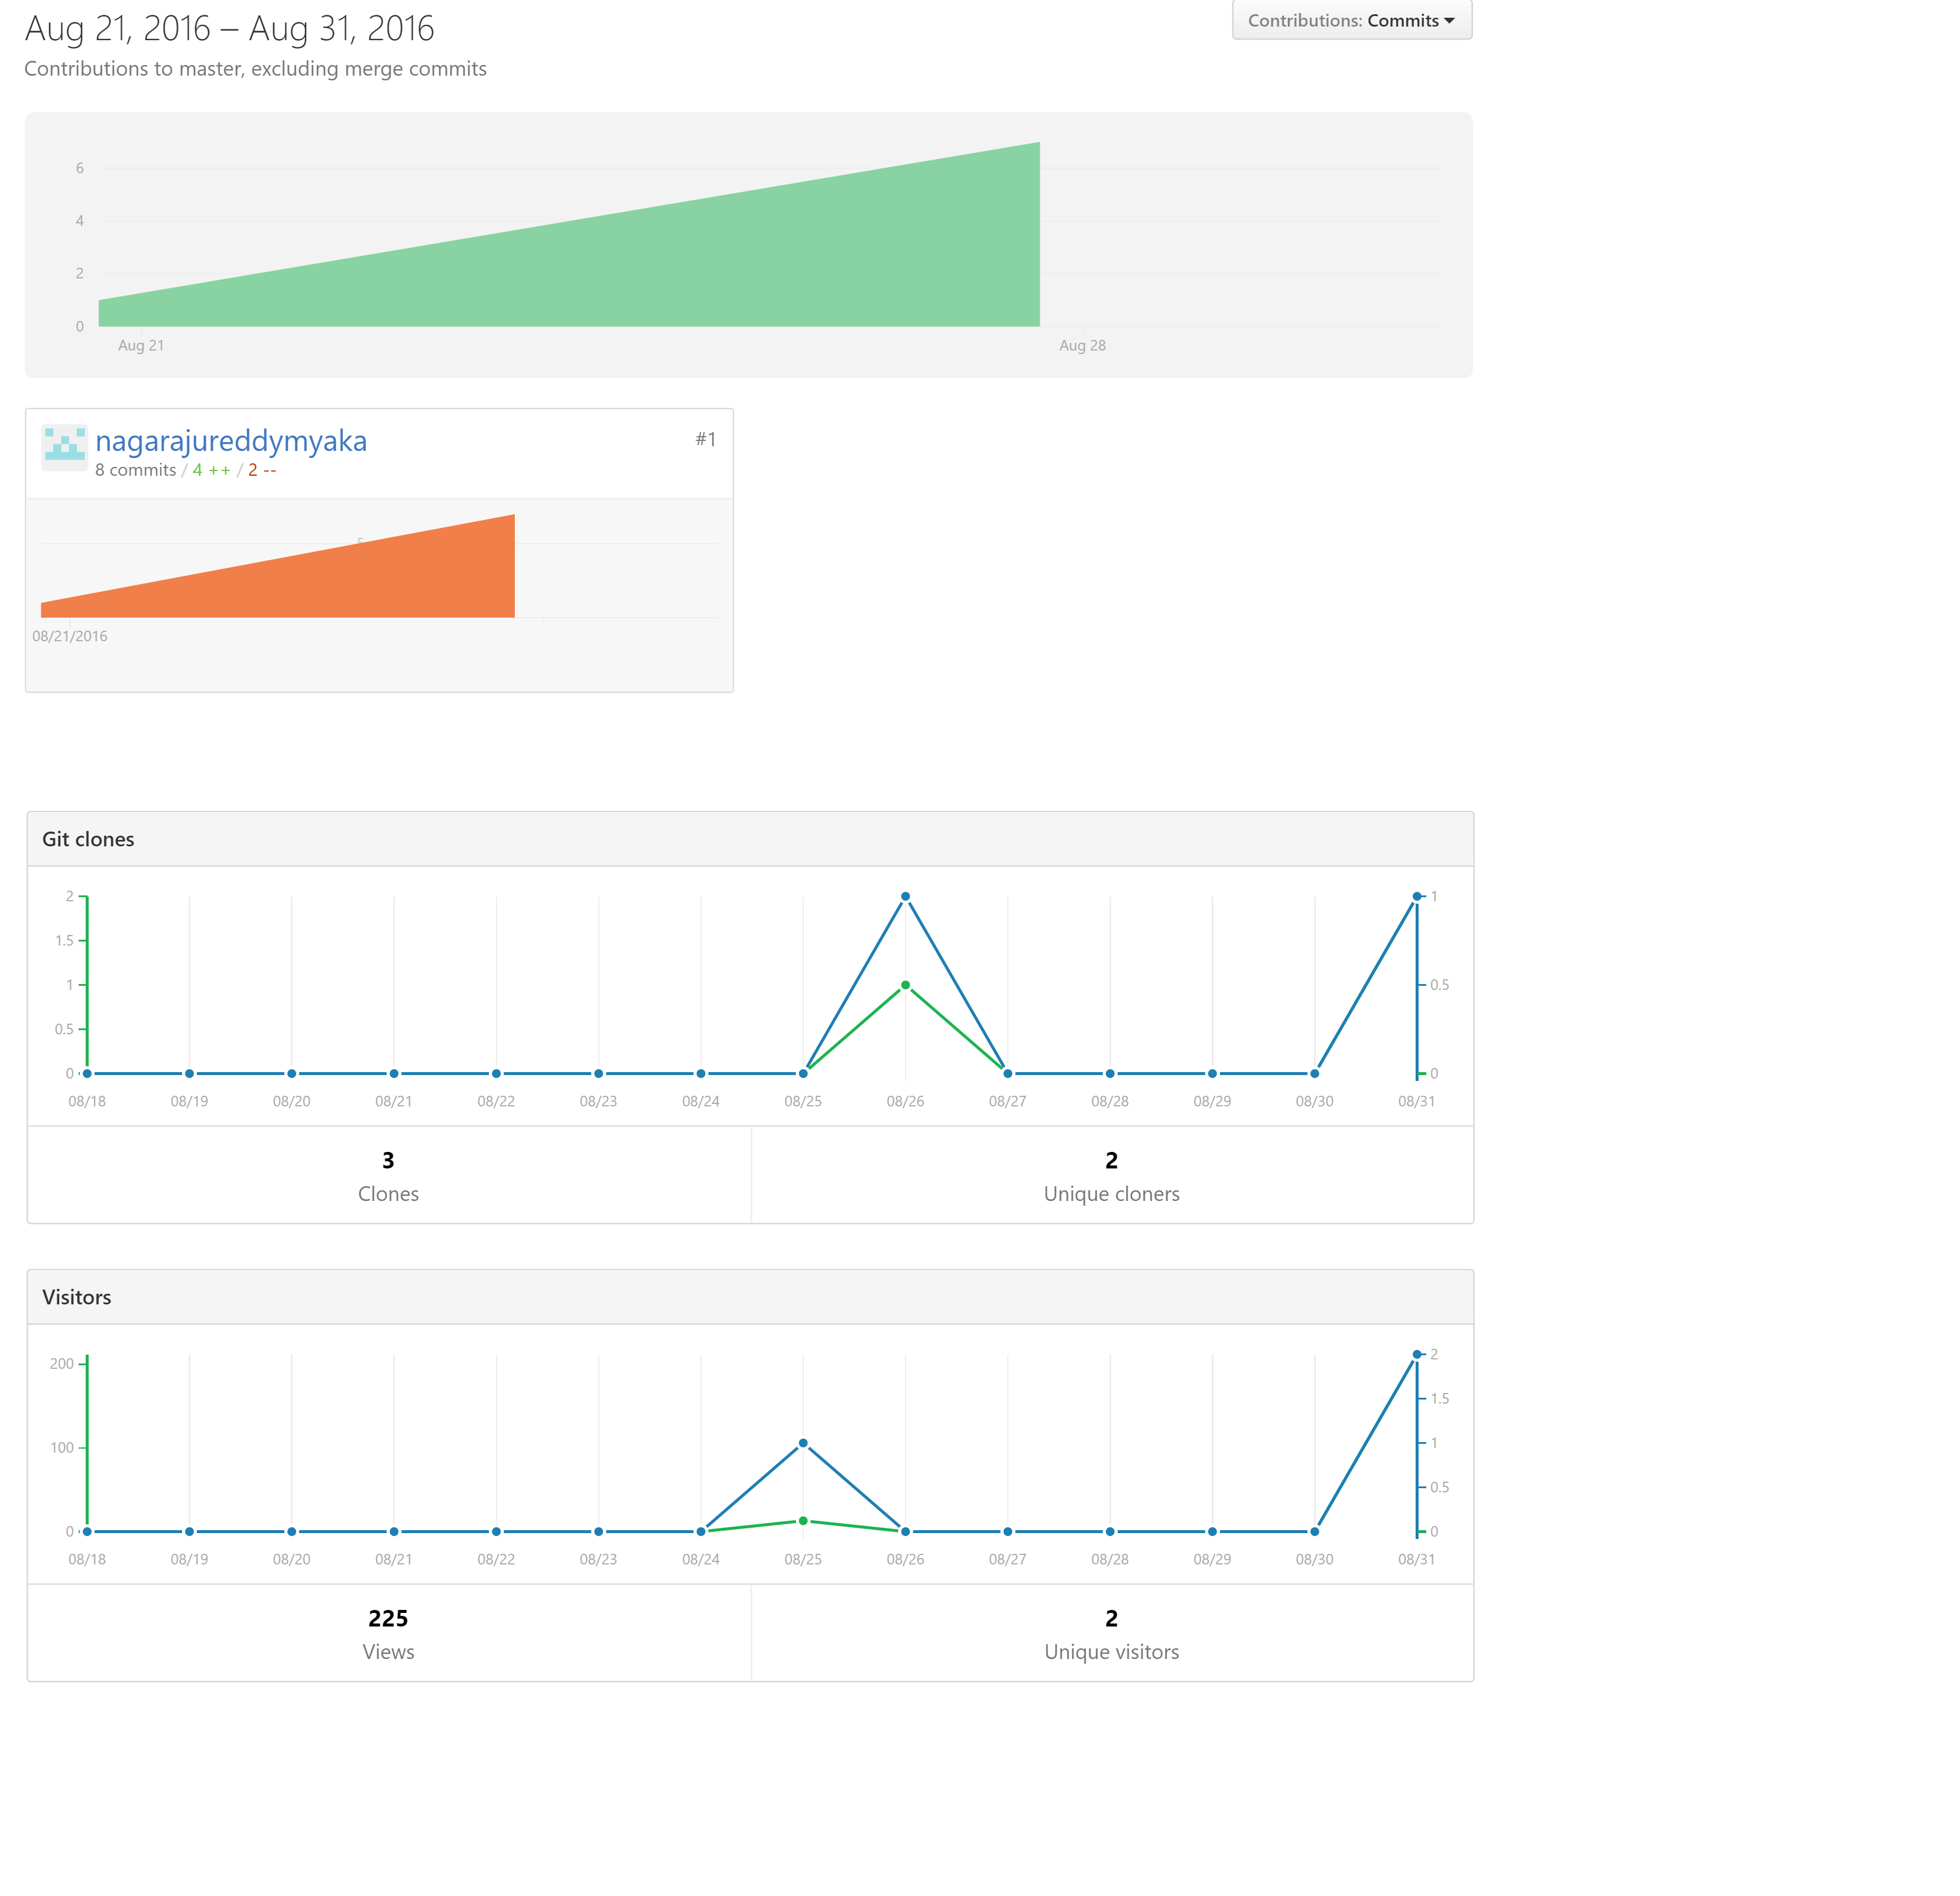 Aug 21, 2016 – Aug 31, 2016
Contributions: Commits
Contributions to master, excluding merge commits
6
4
2
0
Aug 21
Aug 28
nagarajureddymyaka
#1
8 commits / 4 ++ / 2 --
08/21/2016
Git clones
2
1.5
1
0.5
0
1
0.5
0
08/18 08/19 08/20 08/21 08/22 08/23 08/24 08/25 08/26 08/27 08/28 08/29 08/30 08/31
3
Clones
2
Unique cloners
Visitors
200
100
0
2
1.5
1
0.5
0
08/18 08/19 08/20 08/21 08/22 08/23 08/24 08/25 08/26 08/27 08/28 08/29 08/30 08/31
225
Views
2
Unique visitors